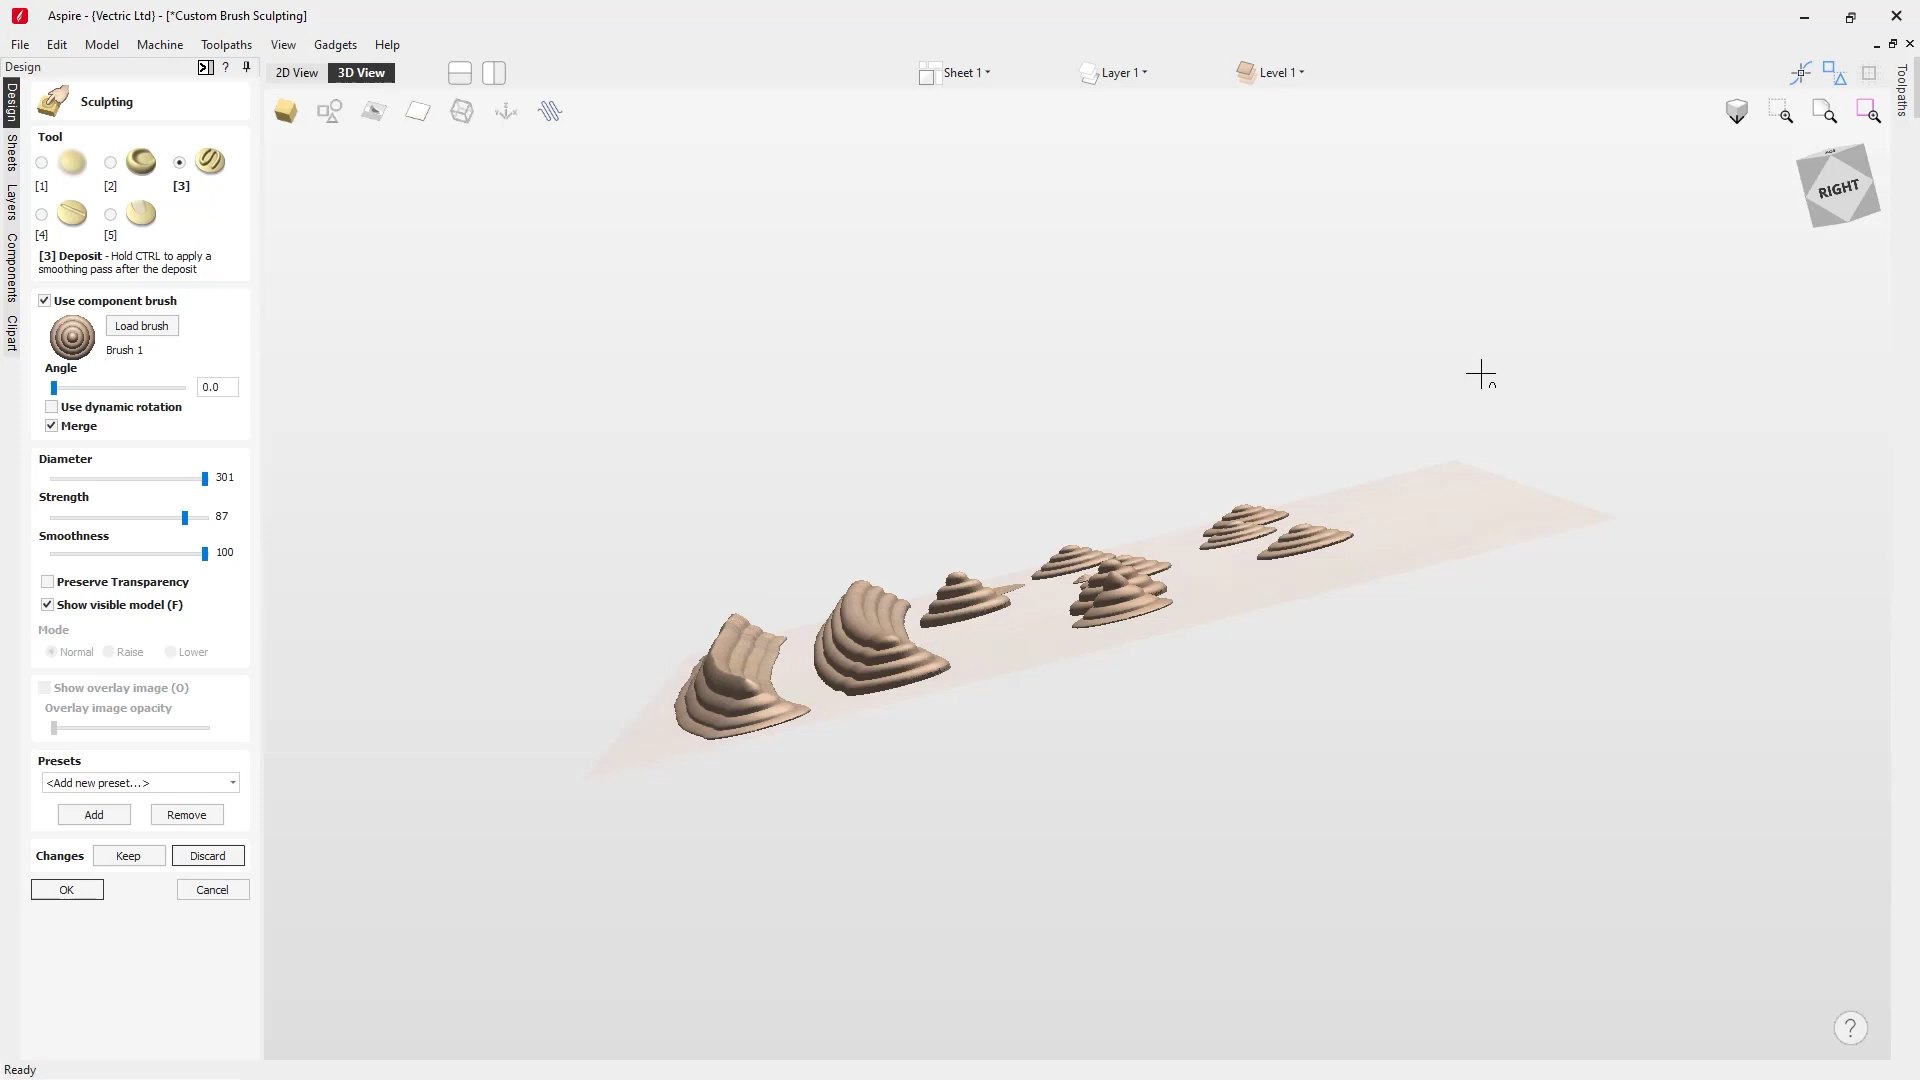 Aspire - {Vectric Ltd} - [*Custom Brush Sculpting]
File Edit Model Machine Toolpaths View Gadgets Help
Design
2D View 3D View Sheet 1 Layer 1 Level 1
Design
Sheets
Layers
Components
Clipart
Toolpaths
Sculpting
Tool
[1] [2] [3]
[4] [5]
[3] Deposit - Hold CTRL to apply a
smoothing pass after the deposit
Use component brush
Load brush
Brush 1
Angle
0.0
Use dynamic rotation
Merge
Diameter
301
Strength
87
Smoothness
100
Preserve Transparency
Show visible model (F)
Mode
Normal Raise Lower
Show overlay image (O)
Overlay image opacity
Presets
<Add new preset...>
Add Remove
Changes Keep Discard
OK Cancel
RIGHT
Ready